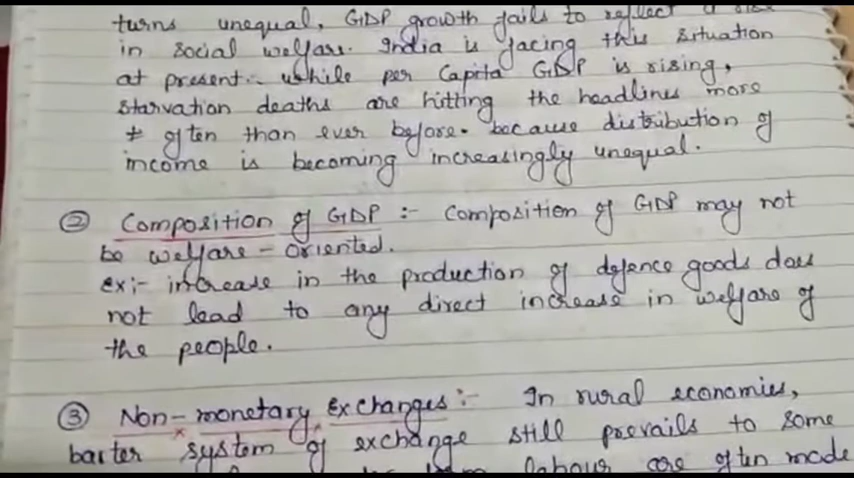 turns unequal, GDP growth fails to reflect a
in social welfare. India is facing this situation
at present. while per Capita GDP is rising,
starvation deaths are hitting the headlines more
often than ever before. because distribution of
income is becoming increasingly unequal.
② Composition of GDP :- Composition of GDP may not
be welfare-oriented.
ex:- increase in the production of defence goods does
not lead to any direct increase in welfare of
the people.
③ Non-monetary exchanges:- In rural economies,
barter system of exchange still prevails to some
labour are often made